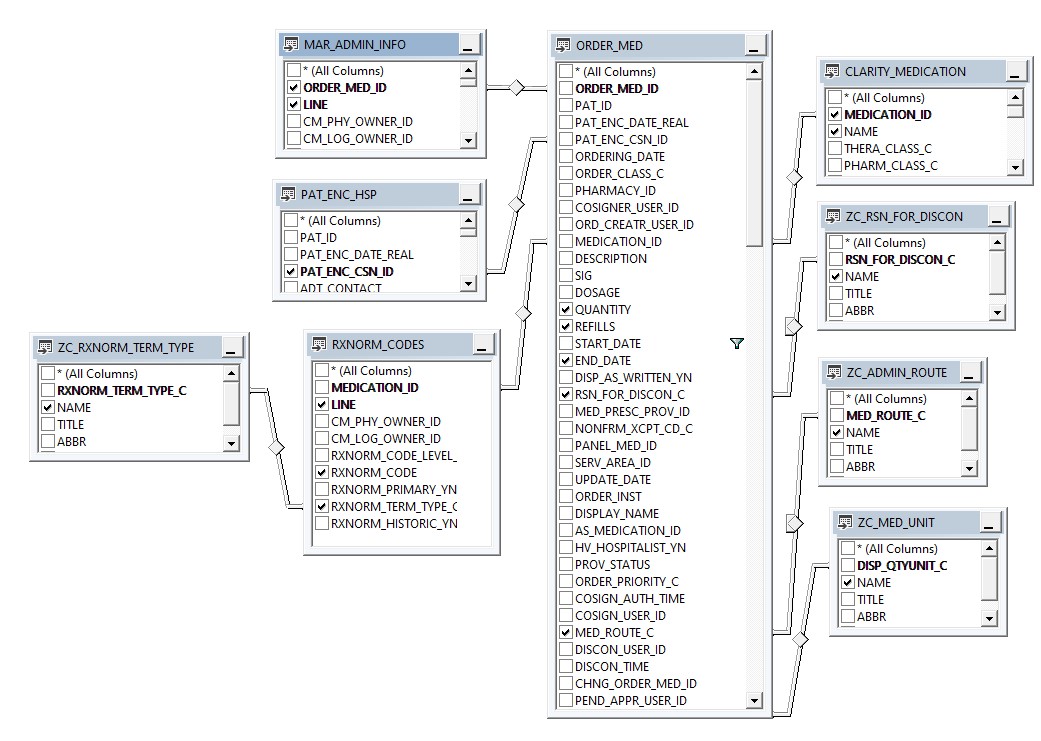 MAR_ADMIN_INFO
* (All Columns)
ORDER_MED_ID
LINE
CM_PHY_OWNER_ID
CM_LOG_OWNER_ID
PAT_ENC_HSP
* (All Columns)
PAT_ID
PAT_ENC_DATE_REAL
PAT_ENC_CSN_ID
ADT_CONTACT
ZC_RXNORM_TERM_TYPE
* (All Columns)
RXNORM_TERM_TYPE_C
NAME
TITLE
ABBR
RXNORM_CODES
* (All Columns)
MEDICATION_ID
LINE
CM_PHY_OWNER_ID
CM_LOG_OWNER_ID
RXNORM_CODE_LEVEL_
RXNORM_CODE
RXNORM_PRIMARY_YN
RXNORM_TERM_TYPE_C
RXNORM_HISTORIC_YN
ORDER_MED
* (All Columns)
ORDER_MED_ID
PAT_ID
PAT_ENC_DATE_REAL
PAT_ENC_CSN_ID
ORDERING_DATE
ORDER_CLASS_C
PHARMACY_ID
COSIGNER_USER_ID
ORD_CREATR_USER_ID
MEDICATION_ID
DESCRIPTION
SIG
DOSAGE
QUANTITY
REFILLS
START_DATE
END_DATE
DISP_AS_WRITTEN_YN
RSN_FOR_DISCON_C
MED_PRESC_PROV_ID
NONFRM_XCPT_CD_C
PANEL_MED_ID
SERV_AREA_ID
UPDATE_DATE
ORDER_INST
DISPLAY_NAME
AS_MEDICATION_ID
HV_HOSPITALIST_YN
PROV_STATUS
ORDER_PRIORITY_C
COSIGN_AUTH_TIME
COSIGN_USER_ID
MED_ROUTE_C
DISCON_USER_ID
DISCON_TIME
CHNG_ORDER_MED_ID
PEND_APPR_USER_ID
CLARITY_MEDICATION
* (All Columns)
MEDICATION_ID
NAME
THERA_CLASS_C
PHARM_CLASS_C
ZC_RSN_FOR_DISCON
* (All Columns)
RSN_FOR_DISCON_C
NAME
TITLE
ABBR
ZC_ADMIN_ROUTE
* (All Columns)
MED_ROUTE_C
NAME
TITLE
ABBR
ZC_MED_UNIT
* (All Columns)
DISP_QTYUNIT_C
NAME
TITLE
ABBR